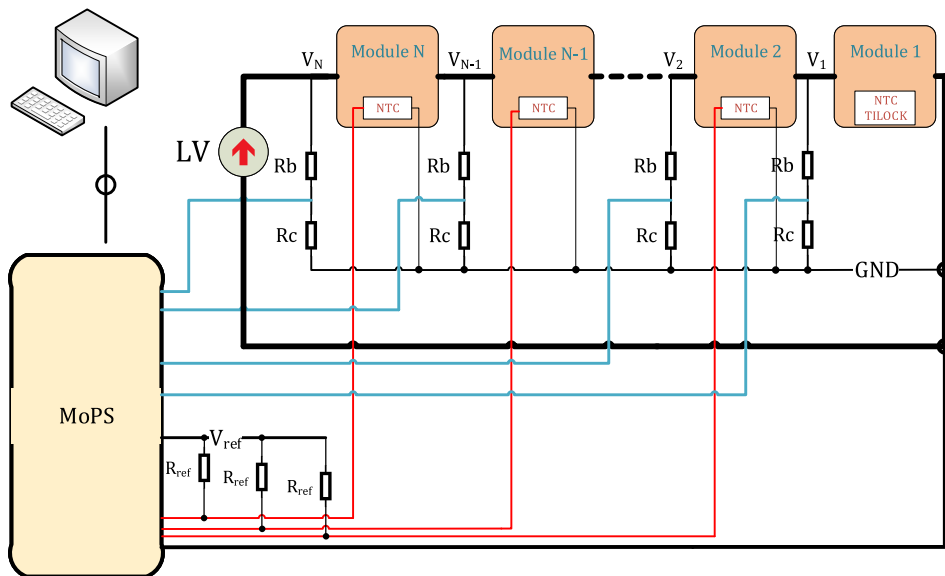 Module N
Module N-1
Module 2
Module 1
V_N
V_N-1
V_2
V_1
NTC
NTC
NTC
NTC
TILOCK
LV
Rb
Rb
Rb
Rb
Rc
Rc
Rc
Rc
GND
MoPS
V_ref
R_ref
R_ref
R_ref